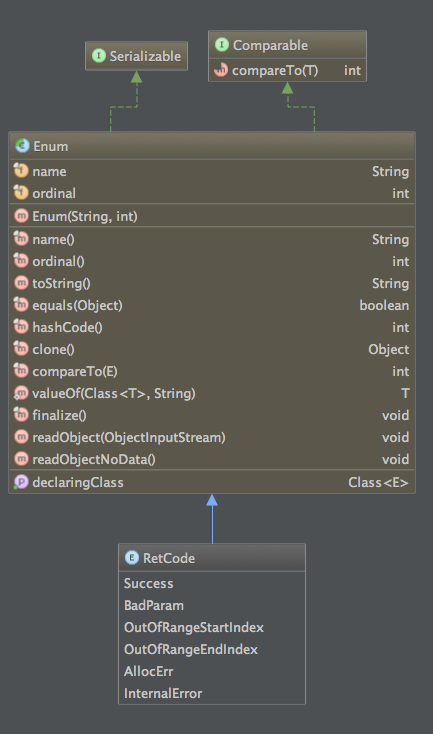 I Serializable
I Comparable
m compareTo(T) int
C Enum
f name String
f ordinal int
m Enum(String, int)
m name() String
m ordinal() int
m toString() String
m equals(Object) boolean
m hashCode() int
m clone() Object
m compareTo(E) int
m valueOf(Class<T>, String) T
m finalize() void
m readObject(ObjectInputStream) void
m readObjectNoData() void
P declaringClass Class<E>
E RetCode
Success
BadParam
OutOfRangeStartIndex
OutOfRangeEndIndex
AllocErr
InternalError